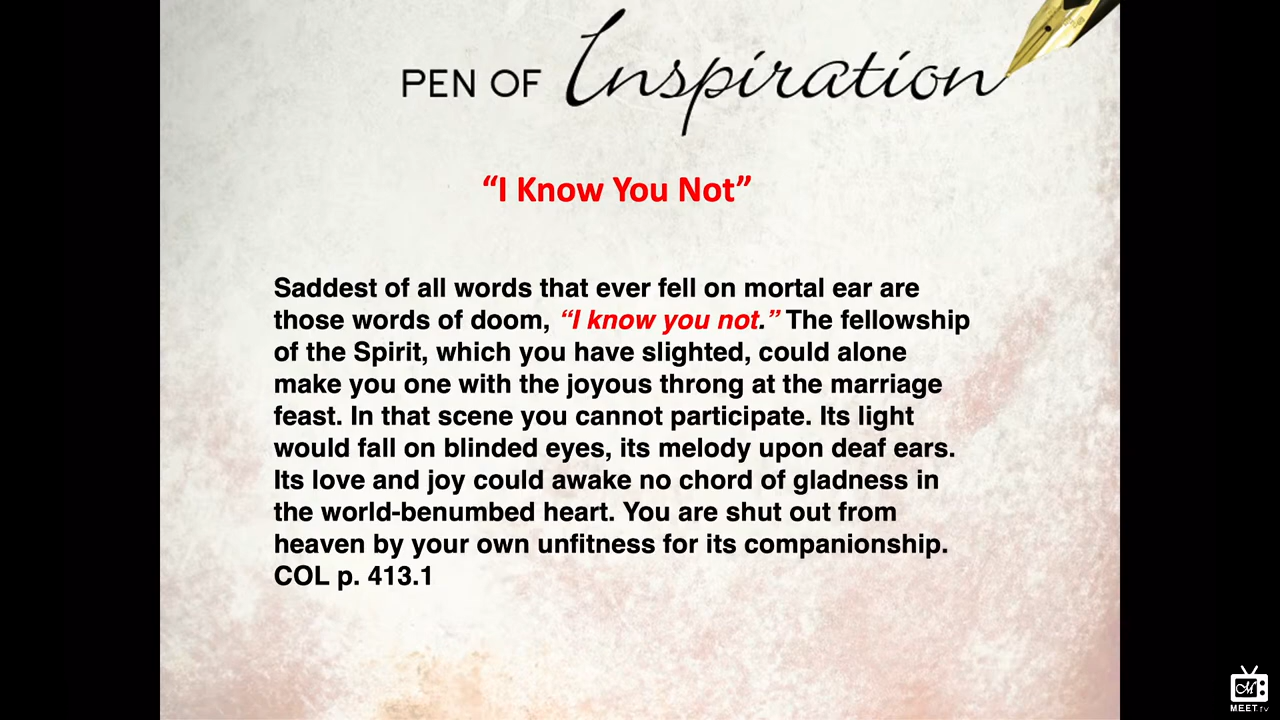 PEN OF Inspiration
“I Know You Not”
Saddest of all words that ever fell on mortal ear are
those words of doom, “I know you not.” The fellowship
of the Spirit, which you have slighted, could alone
make you one with the joyous throng at the marriage
feast. In that scene you cannot participate. Its light
would fall on blinded eyes, its melody upon deaf ears.
Its love and joy could awake no chord of gladness in
the world-benumbed heart. You are shut out from
heaven by your own unfitness for its companionship.
COL p. 413.1
M
MEET.TV